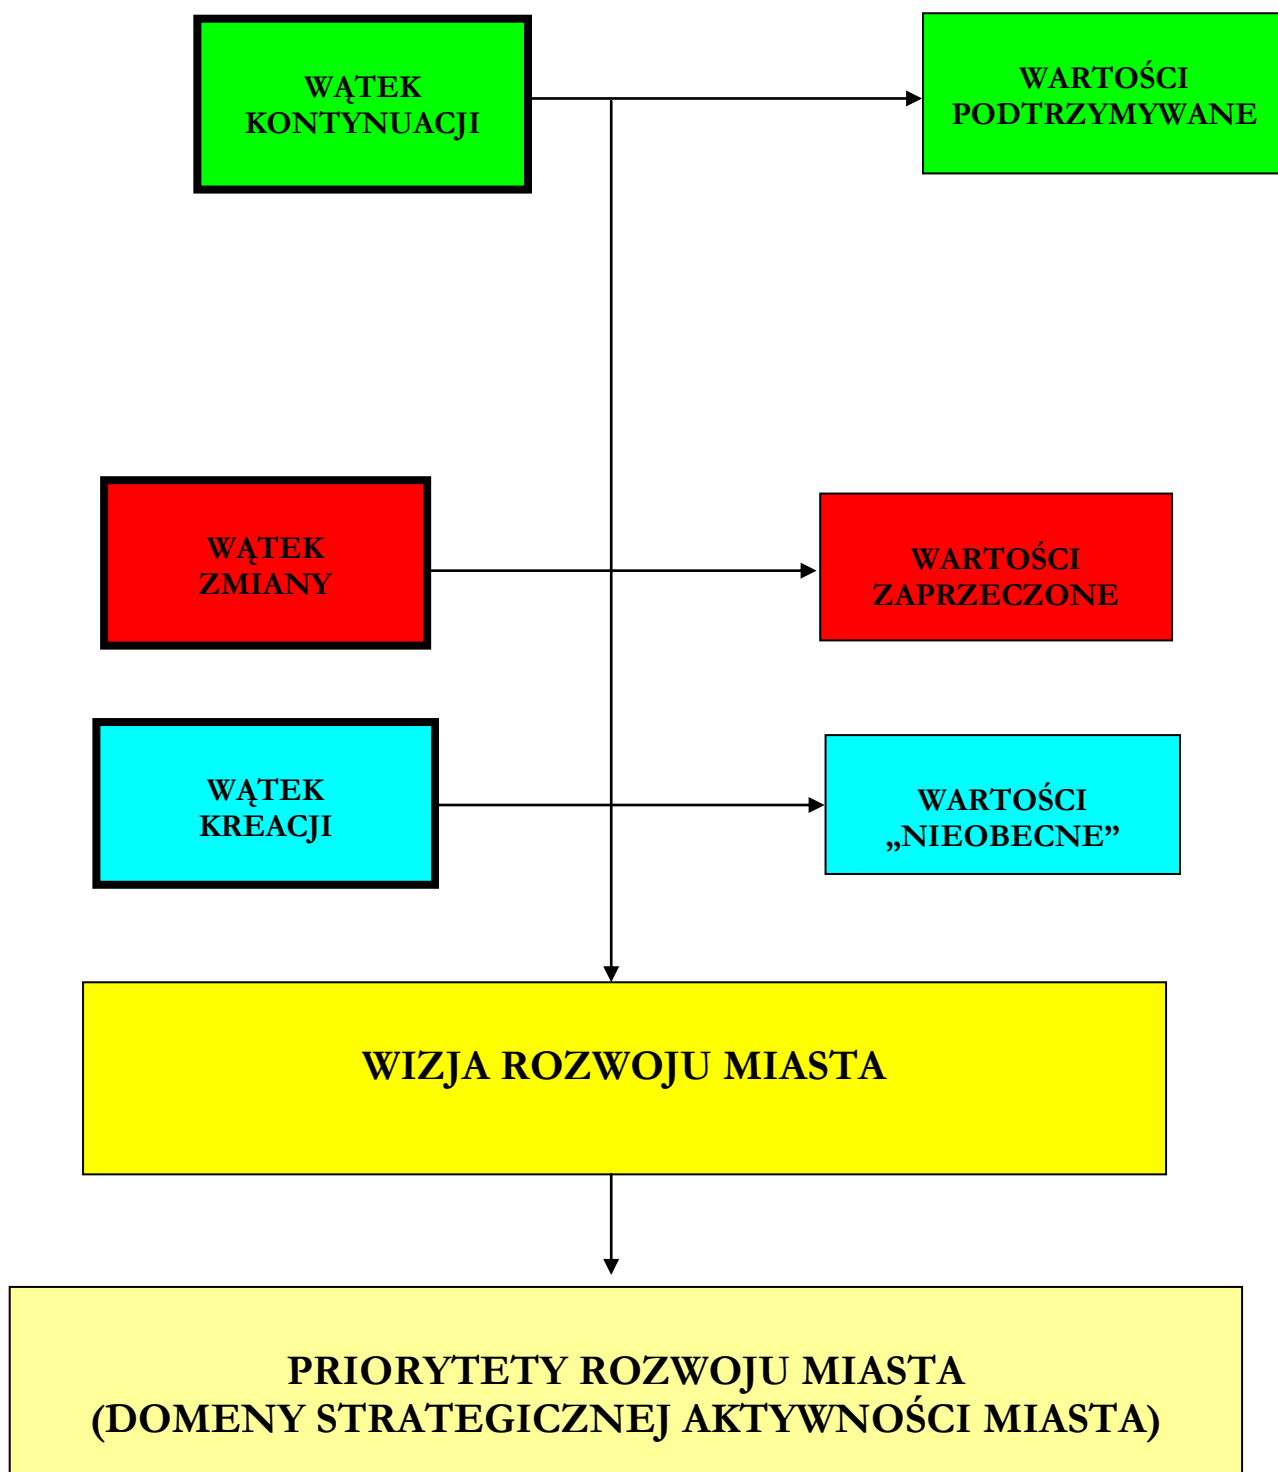 WĄTEK
KONTYNUACJI
WARTOŚCI
PODTRZYMYWANE
WĄTEK
ZMIANY
WARTOŚCI
ZAPRZECZONE
WĄTEK
KREACJI
WARTOŚCI
„NIEOBECNE”
WIZJA ROZWOJU MIASTA
PRIORYTETY ROZWOJU MIASTA
(DOMENY STRATEGICZNEJ AKTYWNOŚCI MIASTA)